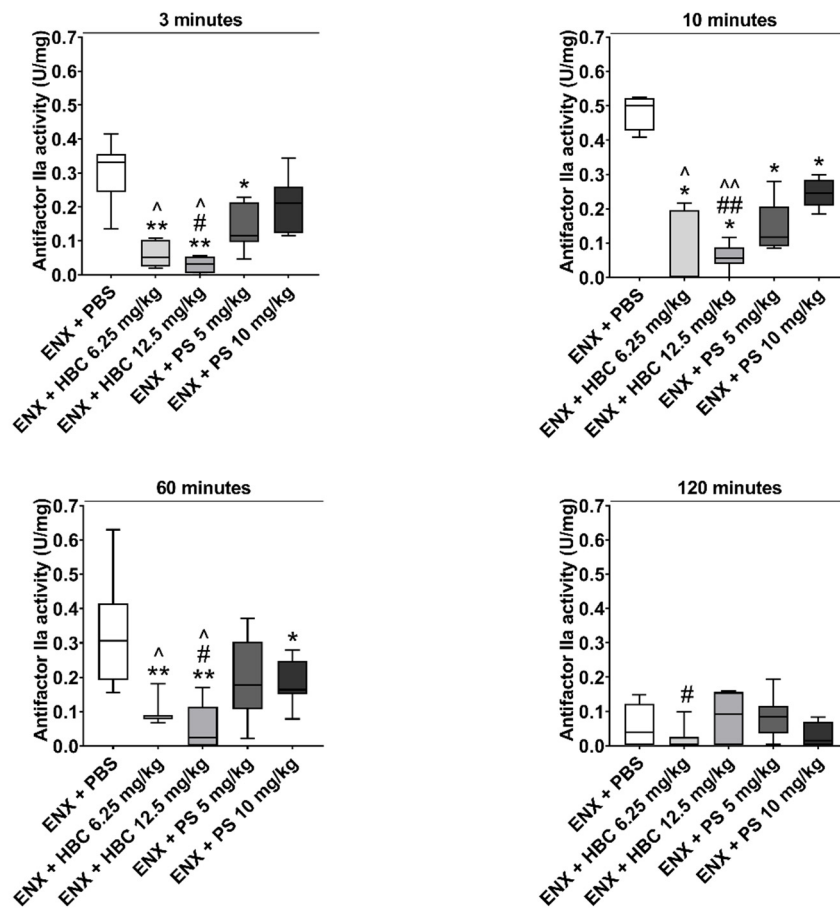 3 minutes
Antifactor IIa activity (U/mg)
0.7
0.6
0.5
0.4
0.3
0.2
0.1
0.0
^
**
^
#
**
*
ENX + PBS
ENX + HBC 6.25 mg/kg
ENX + HBC 12.5 mg/kg
ENX + PS 5 mg/kg
ENX + PS 10 mg/kg
10 minutes
Antifactor IIa activity (U/mg)
0.7
0.6
0.5
0.4
0.3
0.2
0.1
0.0
^
*
^^
##
*
*
*
ENX + PBS
ENX + HBC 6.25 mg/kg
ENX + HBC 12.5 mg/kg
ENX + PS 5 mg/kg
ENX + PS 10 mg/kg
60 minutes
Antifactor IIa activity (U/mg)
0.7
0.6
0.5
0.4
0.3
0.2
0.1
0.0
^
**
^
#
**
*
ENX + PBS
ENX + HBC 6.25 mg/kg
ENX + HBC 12.5 mg/kg
ENX + PS 5 mg/kg
ENX + PS 10 mg/kg
120 minutes
Antifactor IIa activity (U/mg)
0.7
0.6
0.5
0.4
0.3
0.2
0.1
0.0
#
ENX + PBS
ENX + HBC 6.25 mg/kg
ENX + HBC 12.5 mg/kg
ENX + PS 5 mg/kg
ENX + PS 10 mg/kg